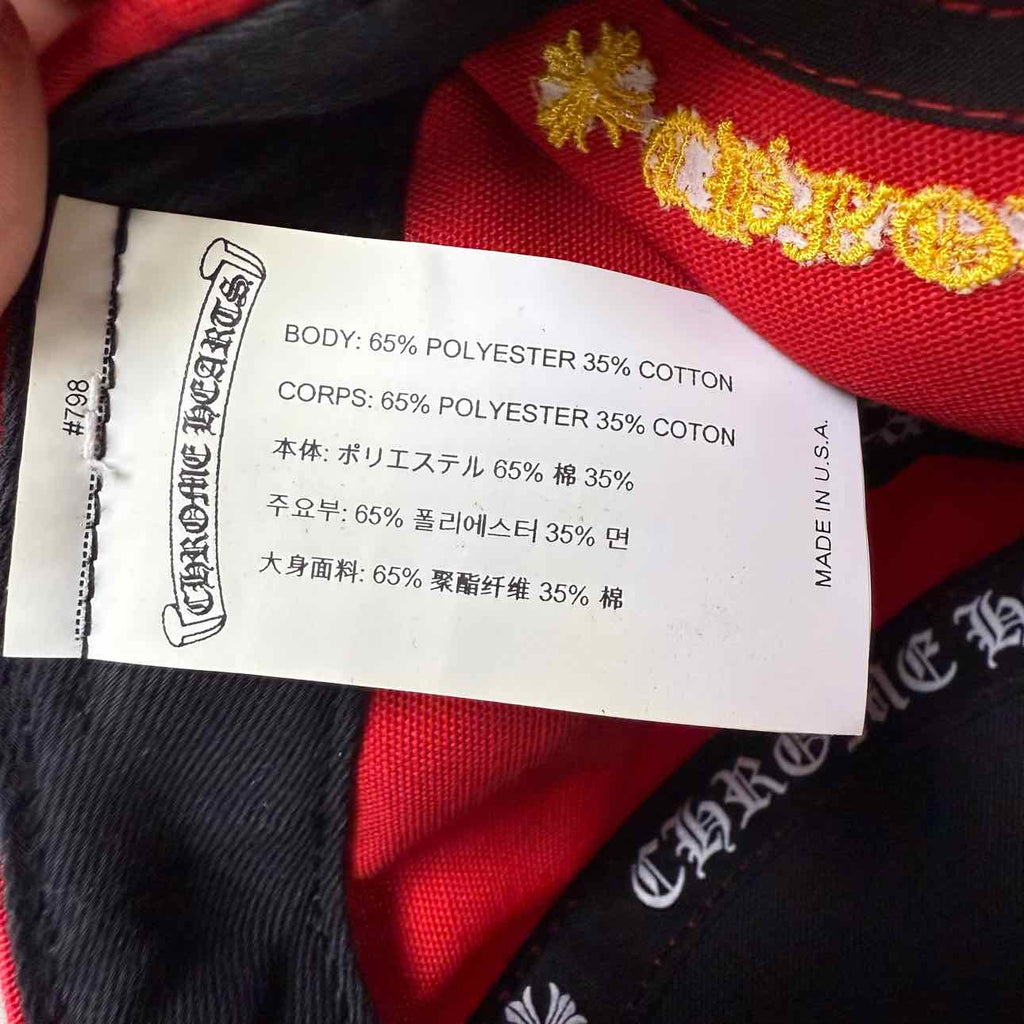 #798
CHROME HEARTS
BODY: 65% POLYESTER 35% COTTON
CORPS: 65% POLYESTER 35% COTON
本体: ポリエステル 65% 棉 35%
주요부: 65% 폴리에스터 35% 면
大身面料: 65% 聚酯纤维 35% 棉
MADE IN U.S.A.
CHROME H